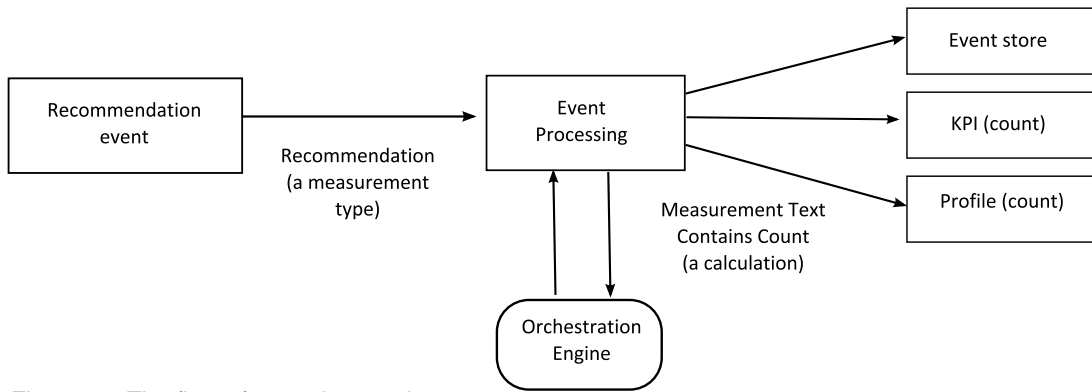 Recommendation
event
Recommendation
(a measurement
type)
Event
Processing
Measurement Text
Contains Count
(a calculation)
Orchestration
Engine
Event store
KPI (count)
Profile (count)